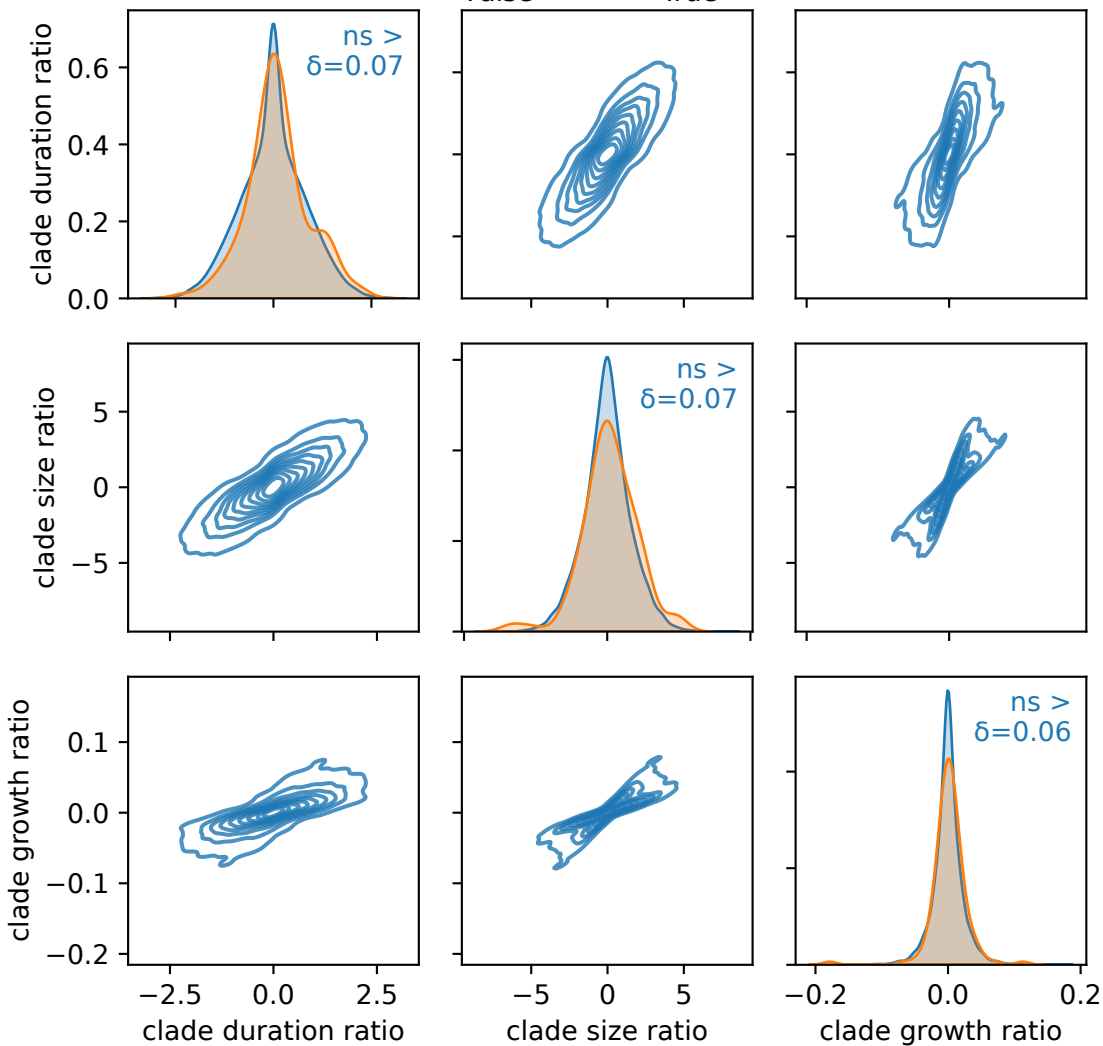 ns >
δ=0.07
clade duration ratio
0.6
0.4
0.2
0.0
ns >
δ=0.07
clade size ratio
5
0
−5
ns >
δ=0.06
clade growth ratio
0.1
0.0
−0.1
−0.2
−2.5 0.0 2.5
−5 0 5
−0.2 0.0 0.2
clade duration ratio
clade size ratio
clade growth ratio